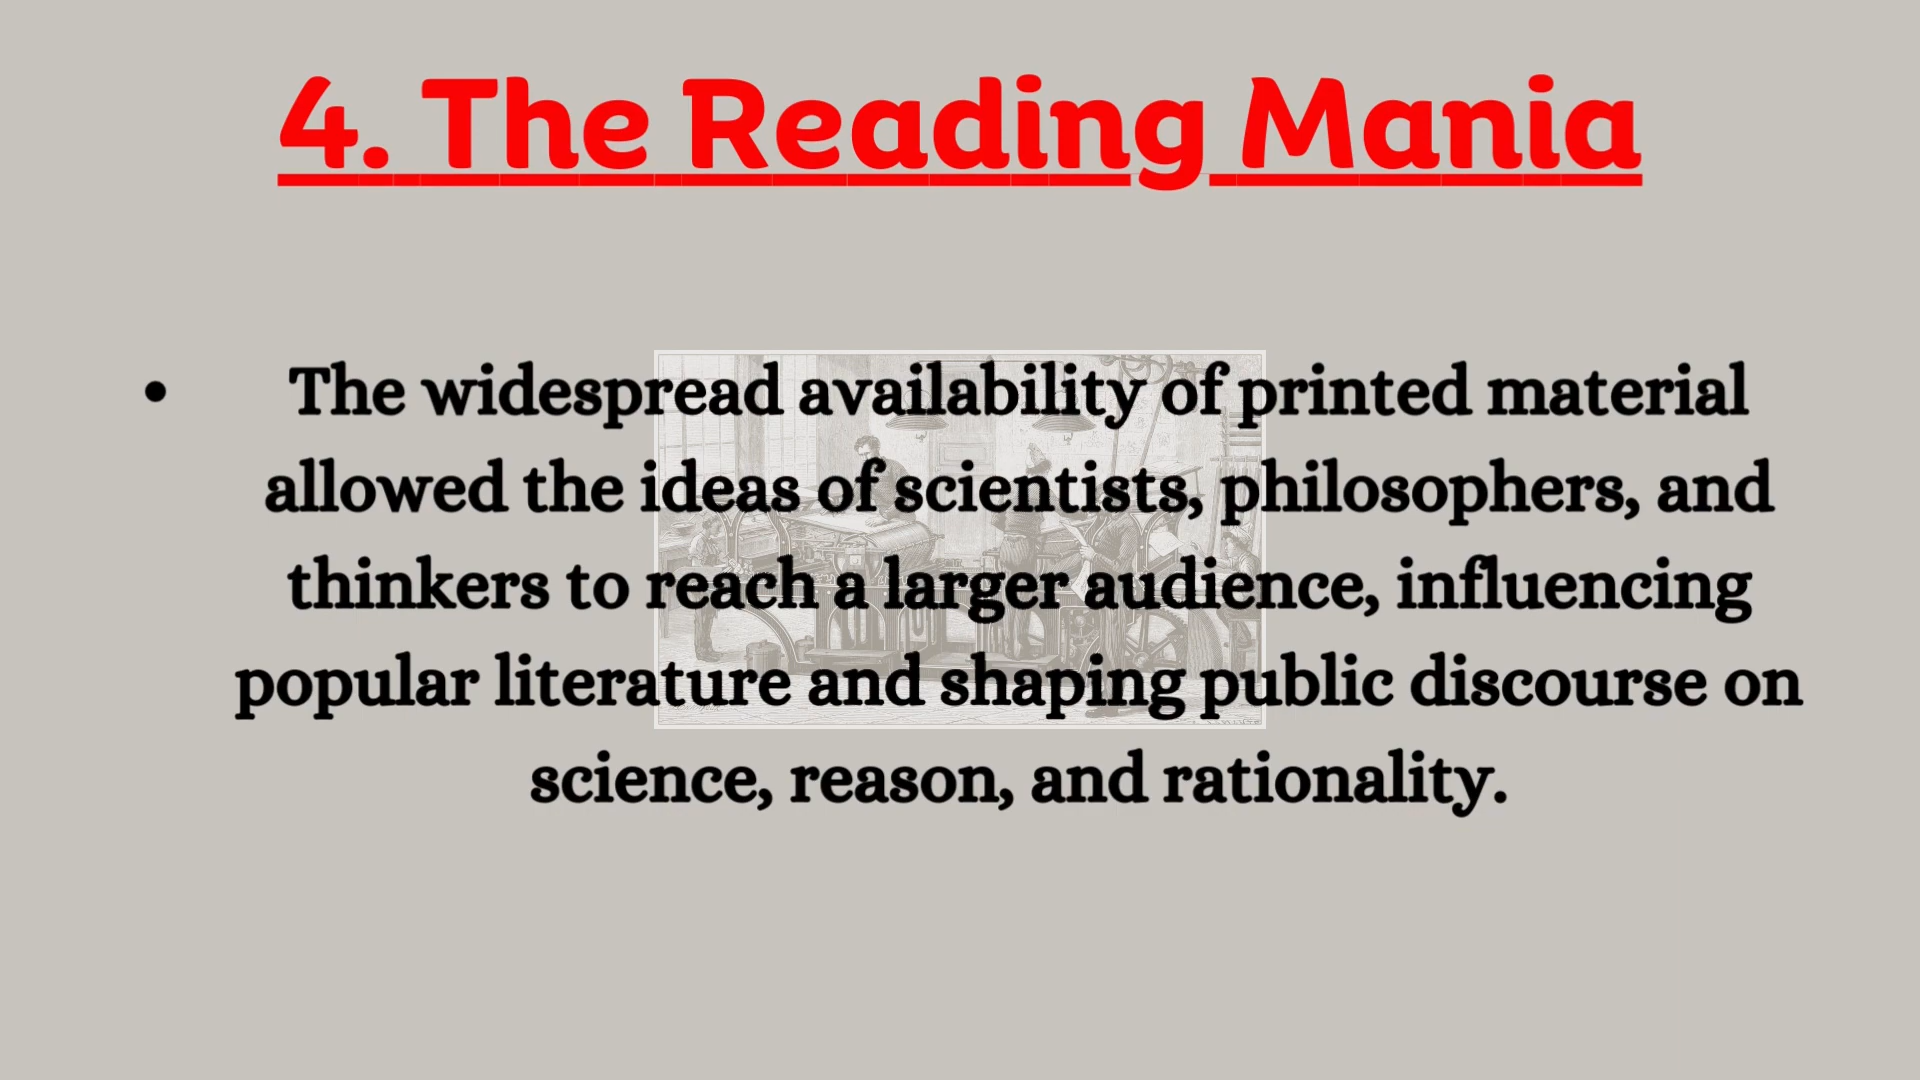 4. The Reading Mania
• The widespread availability of printed material
allowed the ideas of scientists, philosophers, and
thinkers to reach a larger audience, influencing
popular literature and shaping public discourse on
science, reason, and rationality.